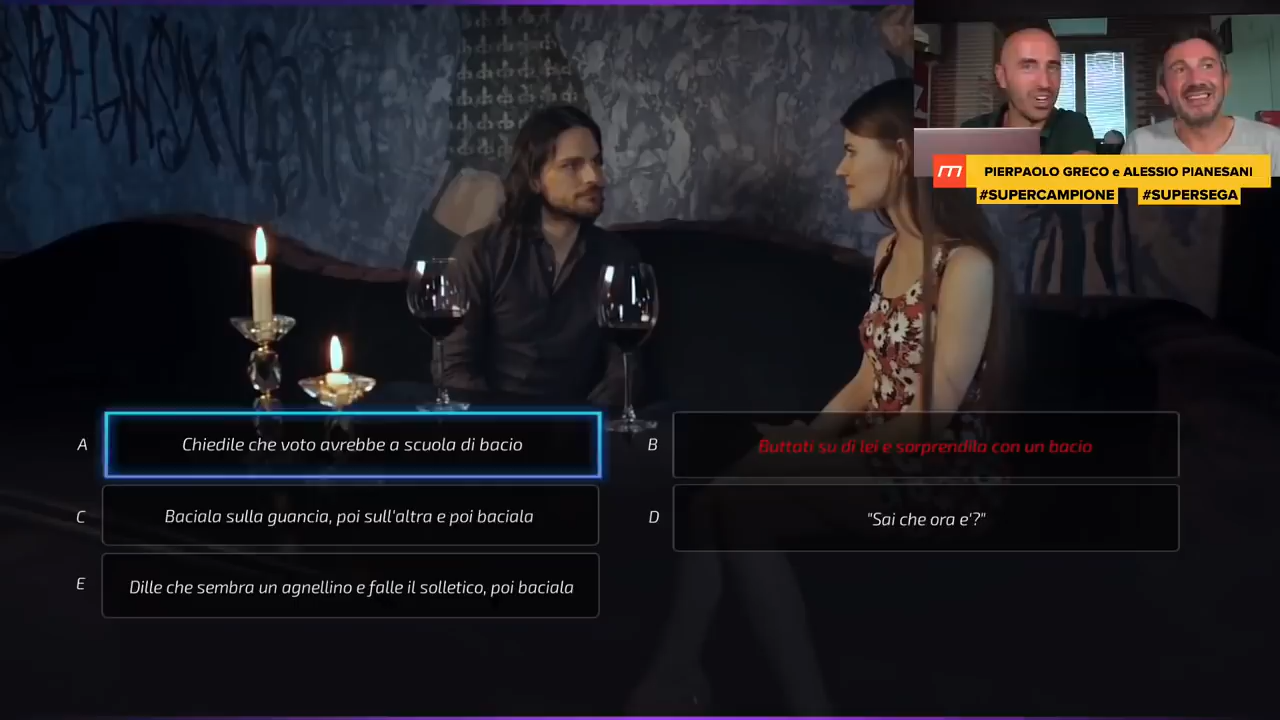 PIERPAOLO GRECO e ALESSIO PIANESANI
#SUPERCAMPIONE #SUPERSEGA
A Chiedile che voto avrebbe a scuola di bacio
B Buttati su di lei e sorprendila con un bacio
C Baciala sulla guancia, poi sull'altra e poi baciala
D "Sai che ora e'?"
E Dille che sembra un agnellino e falle il solletico, poi baciala